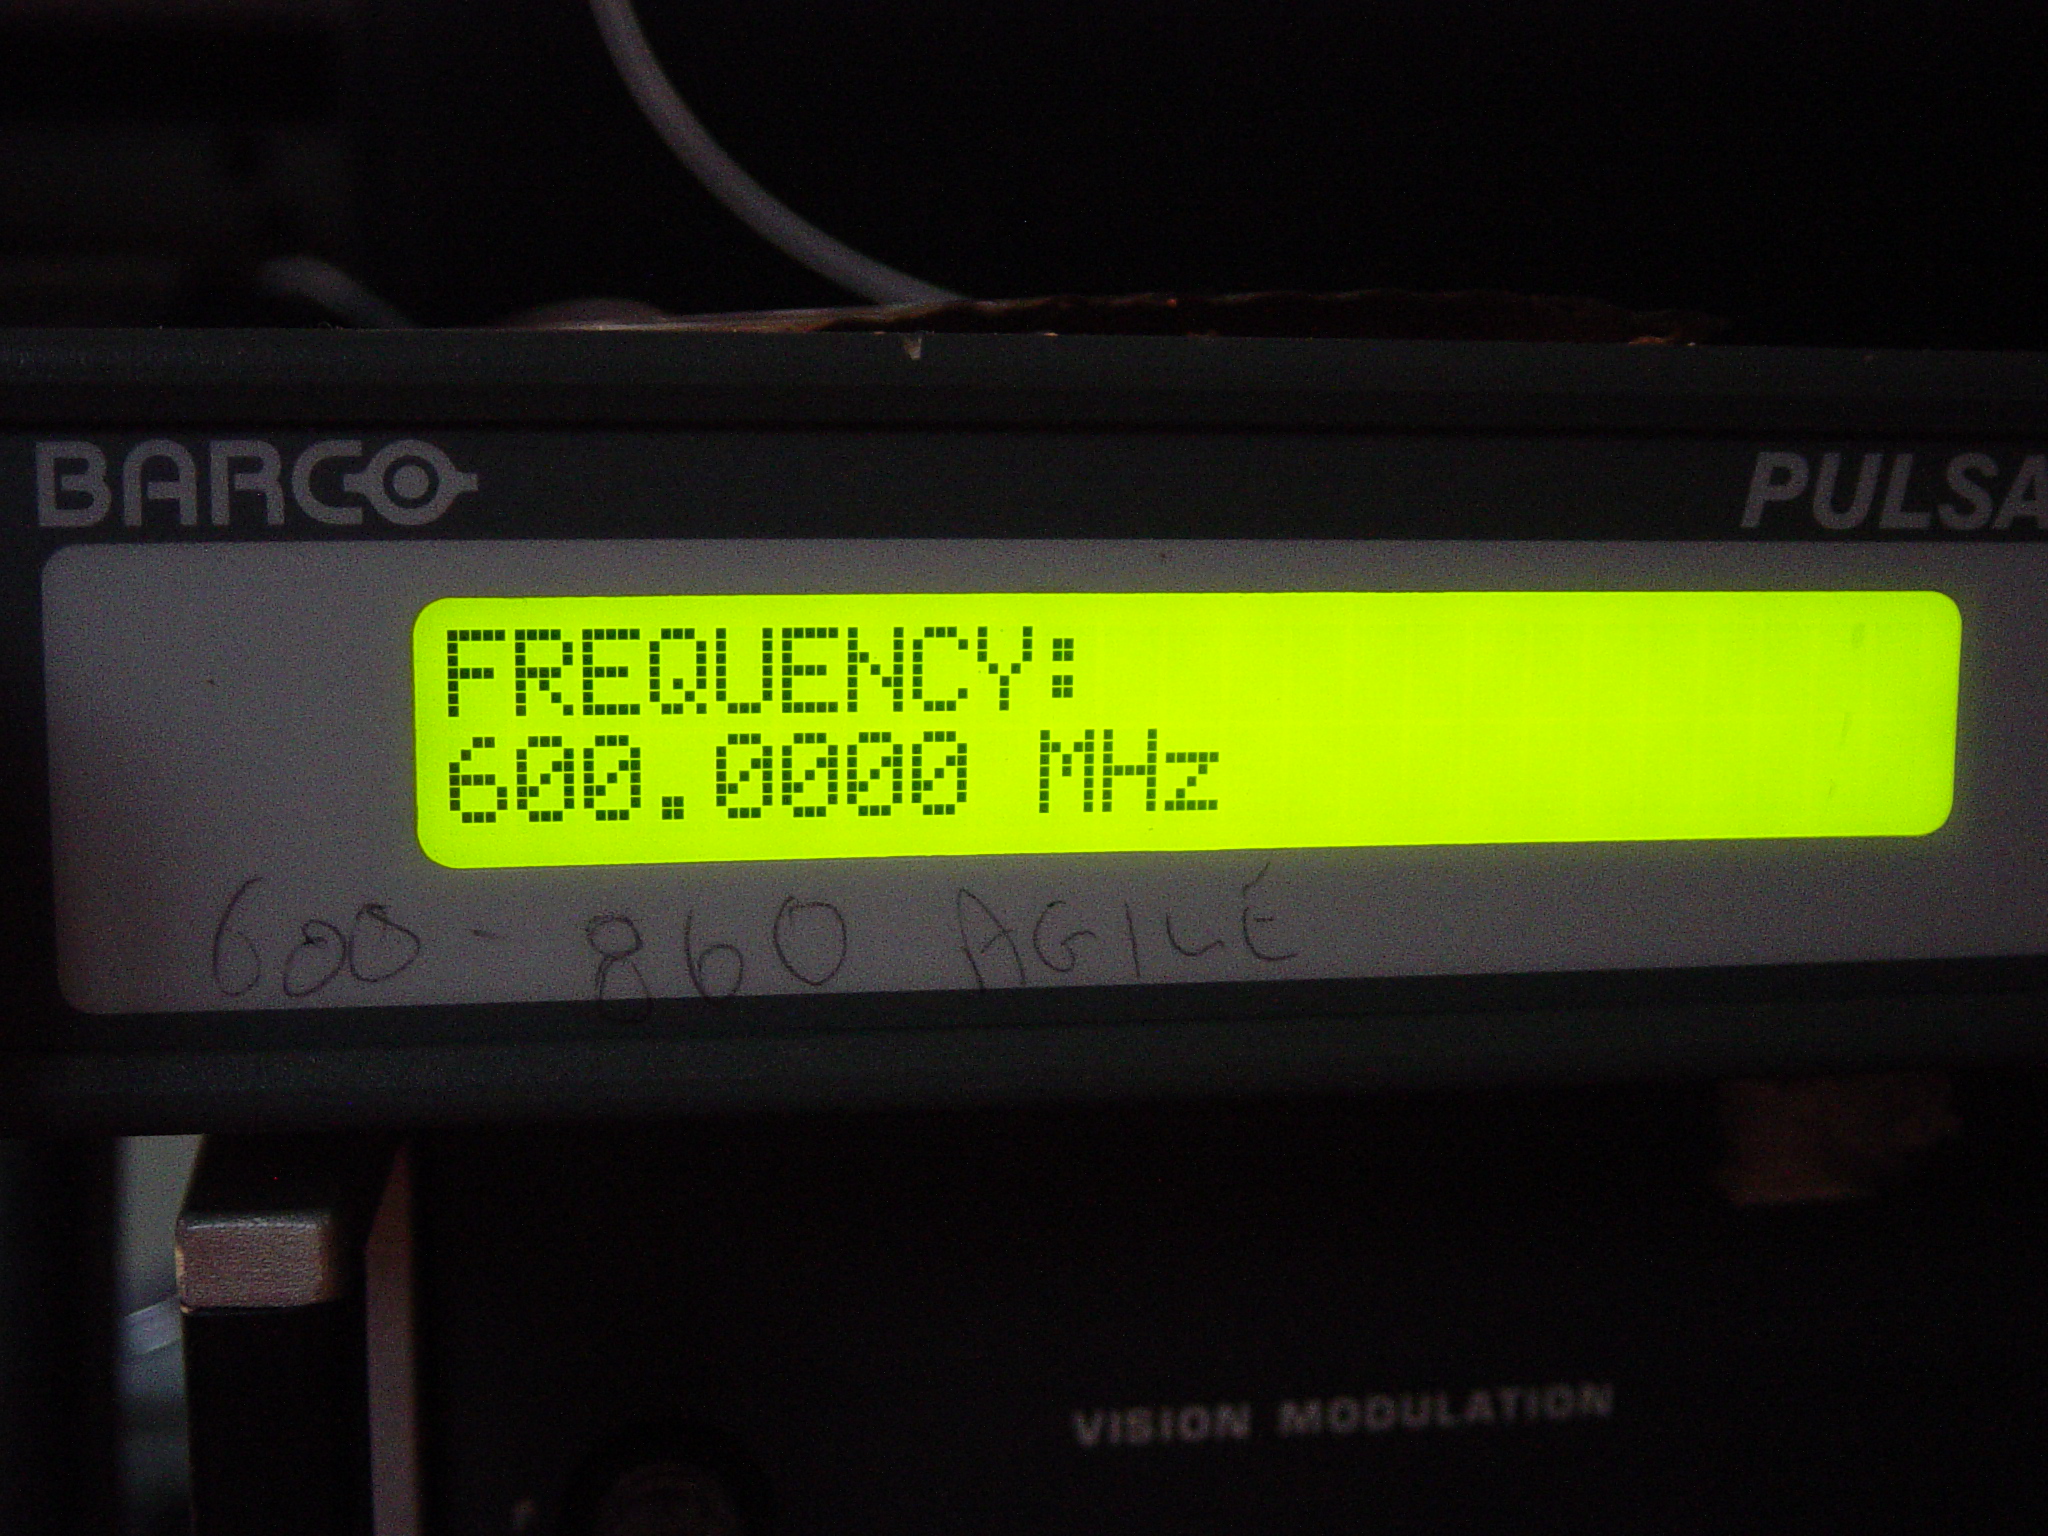 BARCO
PULSA
FREQUENCY:
600.0000 MHz
600 - 860 AGILE
VISION MODULATION